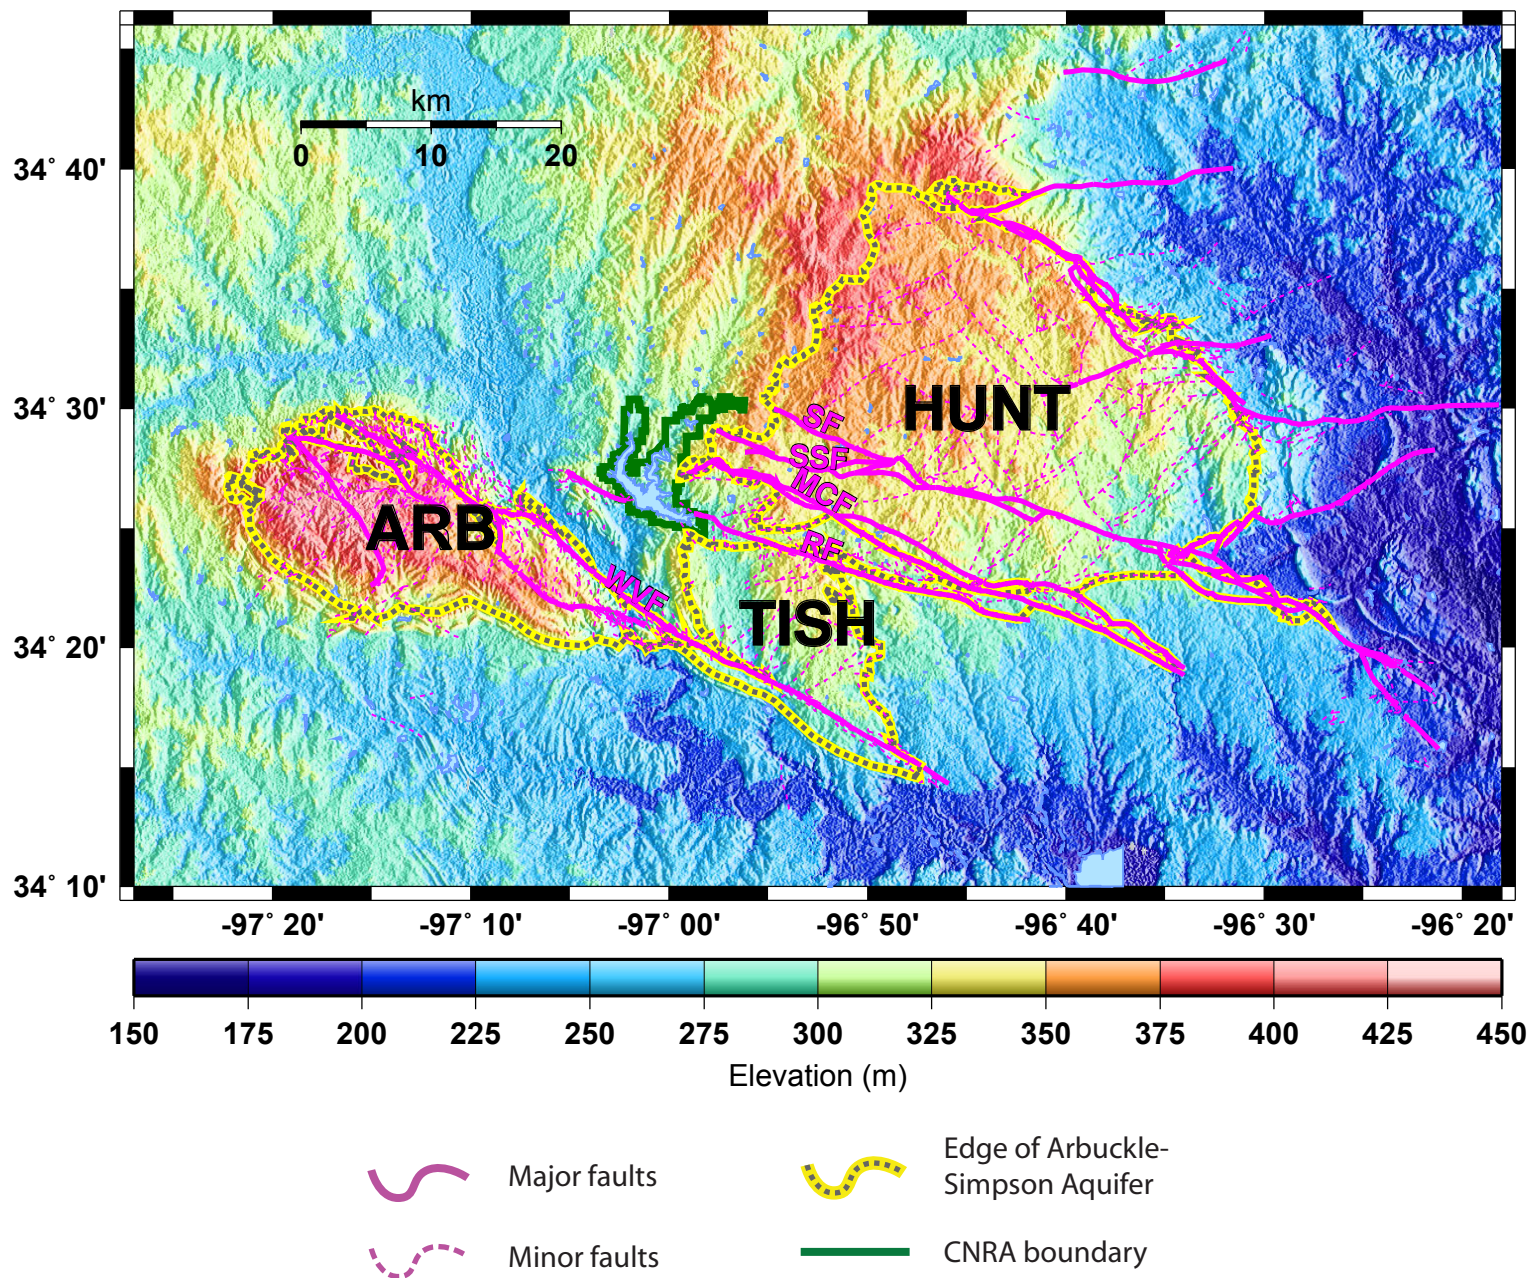 km
0 10 20
34° 40'
34° 30'
34° 20'
34° 10'
HUNT
SF
SSF
MCF
ARB
RF
WVF
TISH
-97° 20' -97° 10' -97° 00' -96° 50' -96° 40' -96° 30' -96° 20'
150 175 200 225 250 275 300 325 350 375 400 425 450
Elevation (m)
Major faults
Edge of Arbuckle-
Simpson Aquifer
Minor faults
CNRA boundary